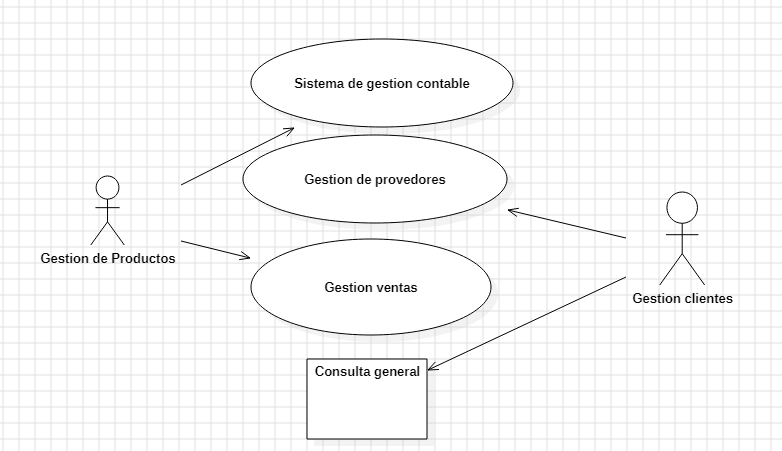 Sistema de gestion contable
Gestion de provedores
Gestion de Productos
Gestion ventas
Gestion clientes
Consulta general